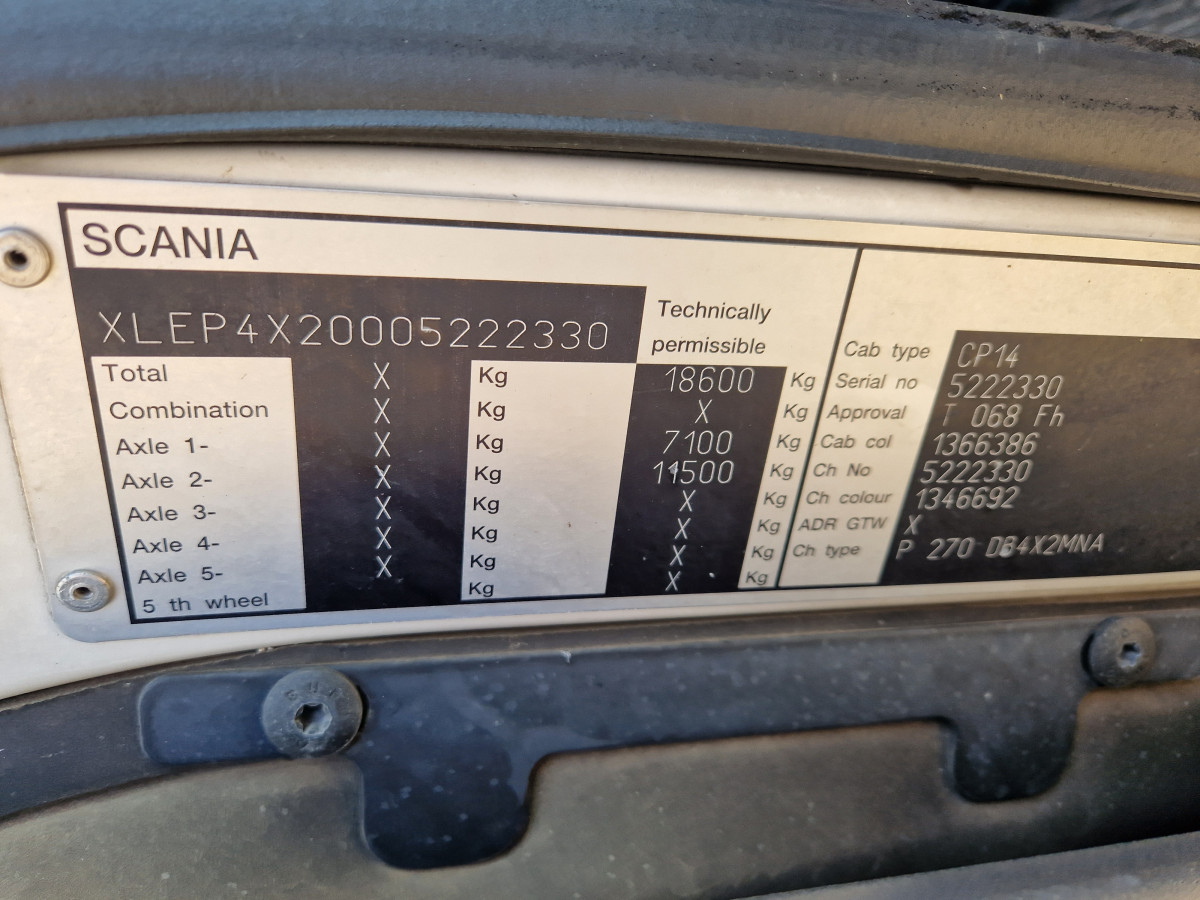 SCANIA
XLEP4X20005222330
Technically
permissible
Total X Kg 18600 Kg
Combination X Kg X Kg
Axle 1- X Kg 7100 Kg
Axle 2- X Kg 11500 Kg
Axle 3- X Kg X Kg
Axle 4- X Kg X Kg
Axle 5- X Kg X Kg
5 th wheel Kg X Kg
Cab type CP14
Serial no 5222330
Approval T 068 Fh
Cab col 1366386
Ch No 5222330
Ch colour 1346692
ADR GTW X
Ch type P 270 DB4X2MNA